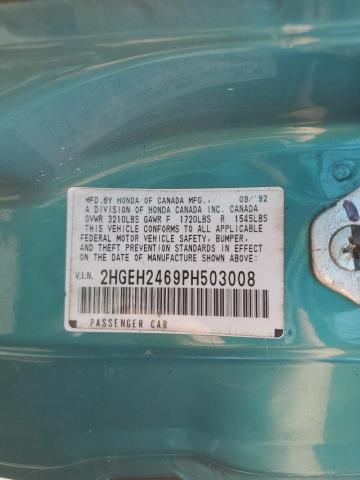 MFD.BY HONDA OF CANADA MFG., 09/'92
A DIVISION OF HONDA CANADA INC. CANADA
GVWR 3210LBS GAWR F 1720LBS R 1545LBS
THIS VEHICLE CONFORMS TO ALL APPLICABLE
FEDERAL MOTOR VEHICLE SAFETY, BUMPER,
AND THEFT PREVENTION STANDARDS IN EFFECT
ON THE DATE OF MANUFACTURE SHOWN ABOVE
V.I.N. 2HGEH2469PH503008
PASSENGER CAR